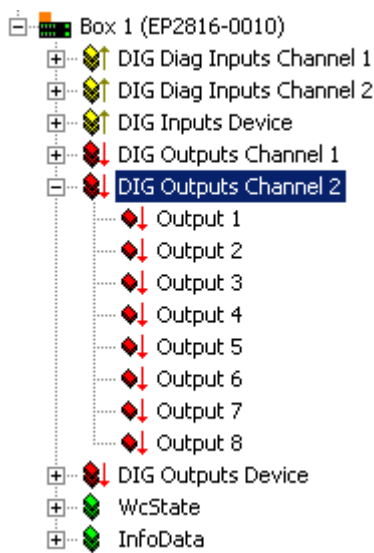 Box 1 (EP2816-0010)
DIG Diag Inputs Channel 1
DIG Diag Inputs Channel 2
DIG Inputs Device
DIG Outputs Channel 1
DIG Outputs Channel 2
Output 1
Output 2
Output 3
Output 4
Output 5
Output 6
Output 7
Output 8
DIG Outputs Device
WcState
InfoData